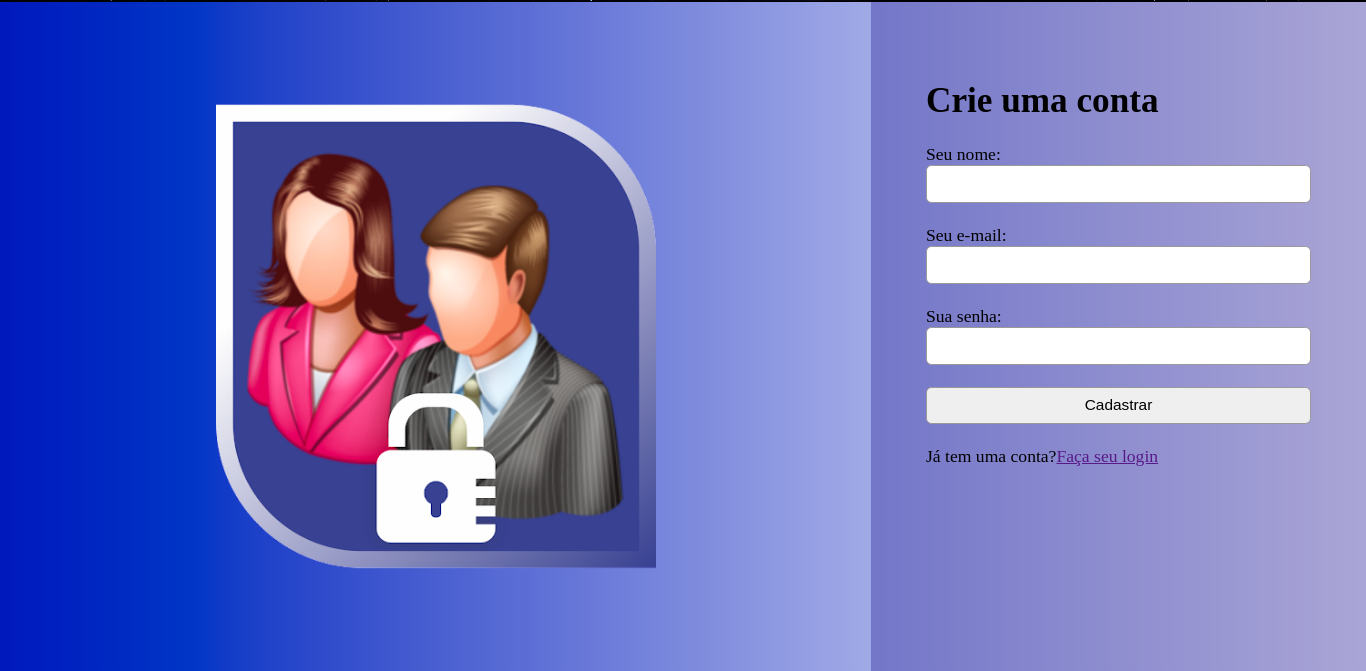 Crie uma conta
Seu nome:
Seu e-mail:
Sua senha:
Cadastrar
Já tem uma conta?Faça seu login